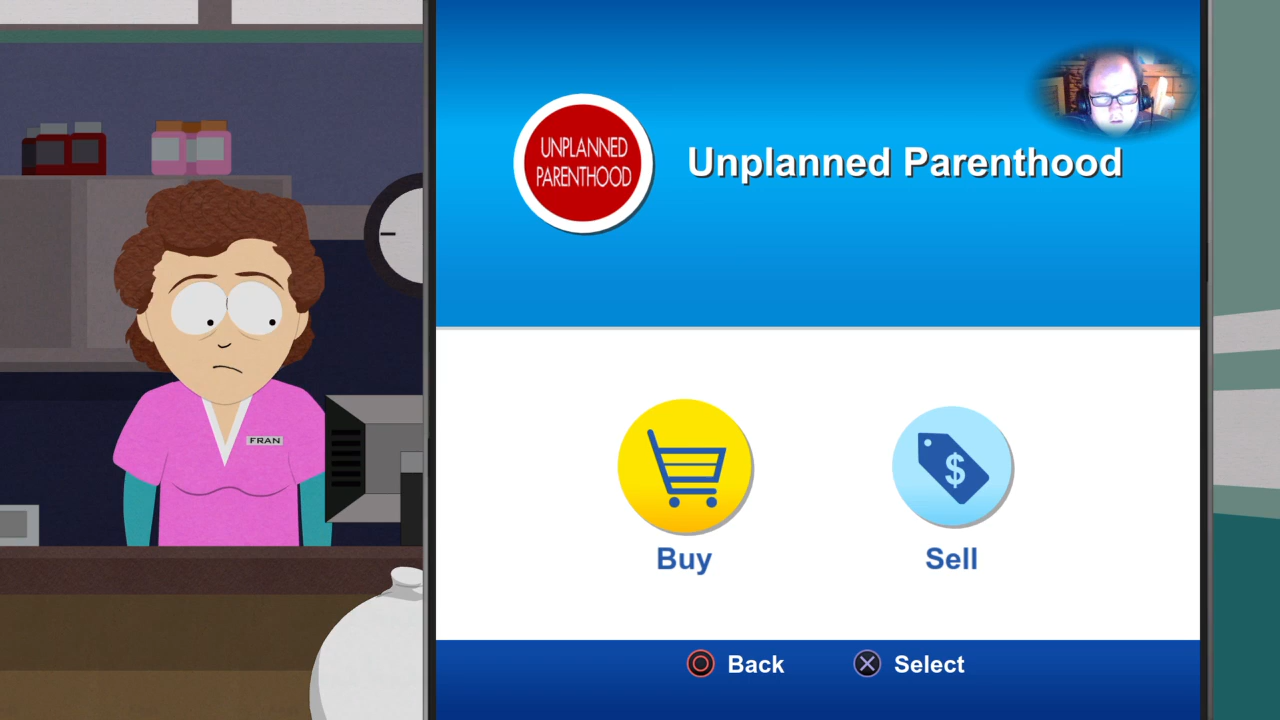 UNPLANNED
PARENTHOOD
Unplanned Parenthood
FRAN
$
Buy
Sell
Back
Select